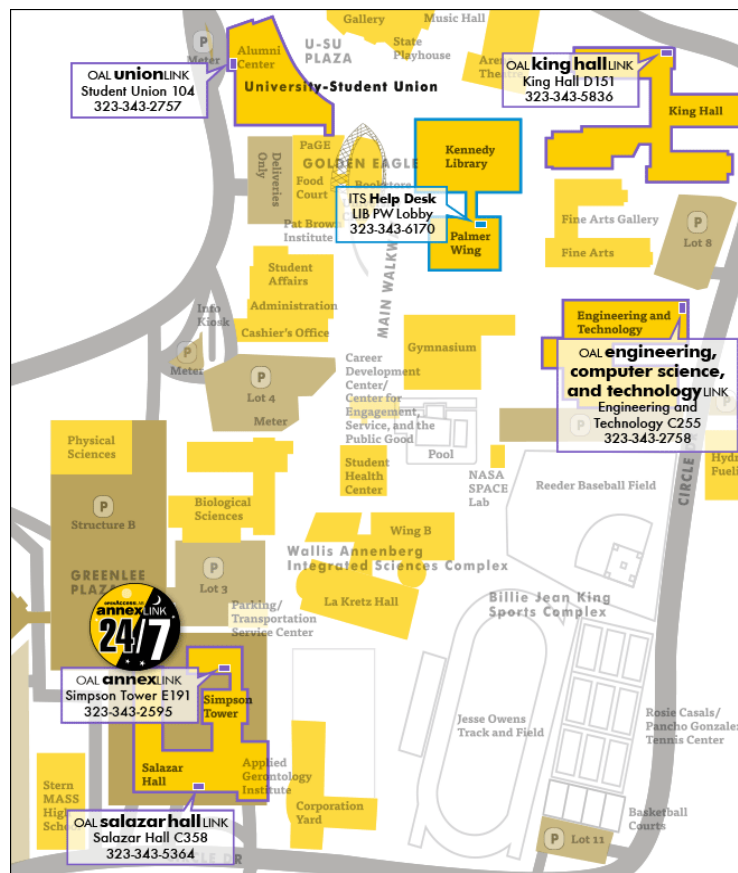 Gallery
Music Hall
P
Meter
Alumni
Center
U-SU
PLAZA
State
Playhouse
Theatre
OAL unionLINK
Student Union 104
323-343-2757
University-Student Union
OAL king hallLINK
King Hall D151
323-343-5836
King Hall
Deliveries
Only
PaGE
GOLDEN EAGLE
Food
Court
Bookstore
Kennedy
Library
ITS Help Desk
LIB PW Lobby
323-343-6170
Pat Brown
Institute
Palmer
Wing
Fine Arts Gallery
Fine Arts
P
Lot 8
Student
Affairs
Administration
Cashier's Office
MAIN WALKWAY
Info
Kiosk
P
Meter
P
Lot 4
Meter
Gymnasium
Engineering and
Technology
OAL engineering,
computer science,
and technologyLINK
Engineering and
Technology C255
323-343-2758
P
P
Career
Development
Center/
Center for
Engagement,
Service, and the
Public Good
Pool
Physical
Sciences
Student
Health
Center
NASA
SPACE
Lab
Reeder Baseball Field
CIRCLE
P
Structure B
Biological
Sciences
Wing B
Wallis Annenberg
Integrated Sciences Complex
La Kretz Hall
GREENLEE
PLAZA
P
Lot 3
Parking/
Transportation
Service Center
Billie Jean King
Sports Complex
annexLINK
24/7
OAL annexLINK
Simpson Tower E191
323-343-2595
Simpson
Tower
Jesse Owens
Track and Field
Rosie Casals/
Pancho Gonzalez
Tennis Center
Salazar
Hall
Applied
Gerontology
Institute
Stern
MASS
High
School
OAL salazar hallLINK
Salazar Hall C358
323-343-5364
Corporation
Yard
Basketball
Courts
P
Lot 11
DR